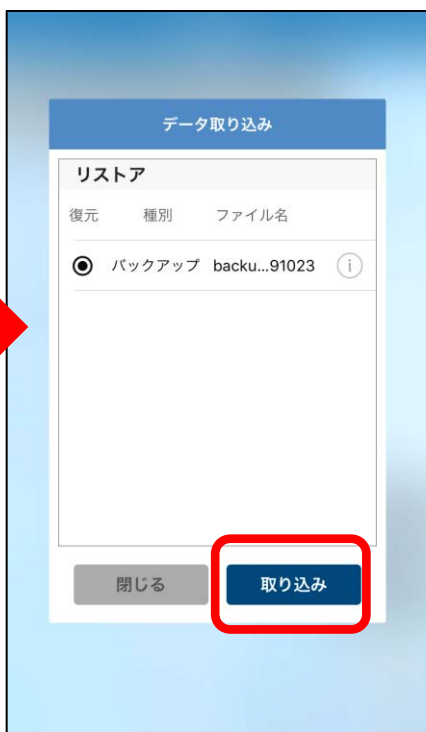 データ取り込み
リストア
復元 種別 ファイル名
バックアップ backu...91023 i
閉じる 取り込み